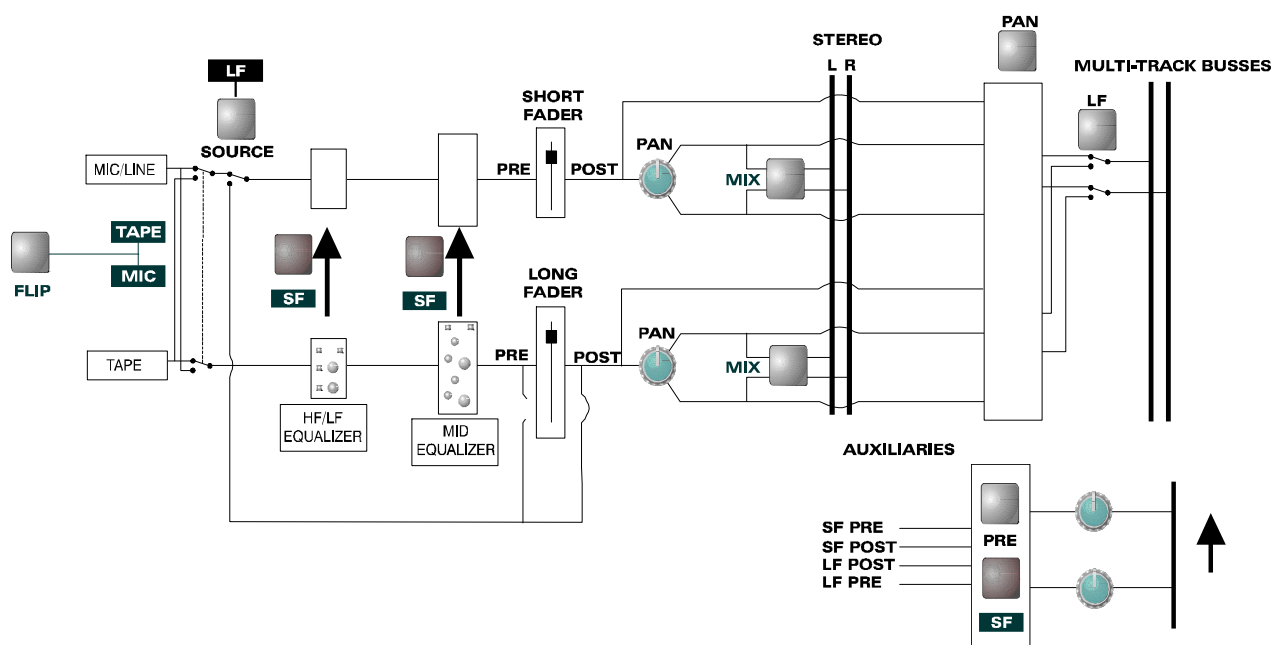 PAN
STEREO
L R
MULTI-TRACK BUSSES
LF
SOURCE
SHORT
FADER
LF
MIC/LINE
PRE
POST
PAN
MIX
TAPE
MIC
FLIP
SF
SF
LONG
FADER
TAPE
PRE
POST
PAN
MIX
HF/LF
EQUALIZER
MID
EQUALIZER
AUXILIARIES
SF PRE
SF POST
LF POST
LF PRE
PRE
SF